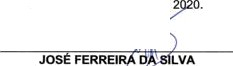 2020.
JOSÉ FERREIRA DA SILVA